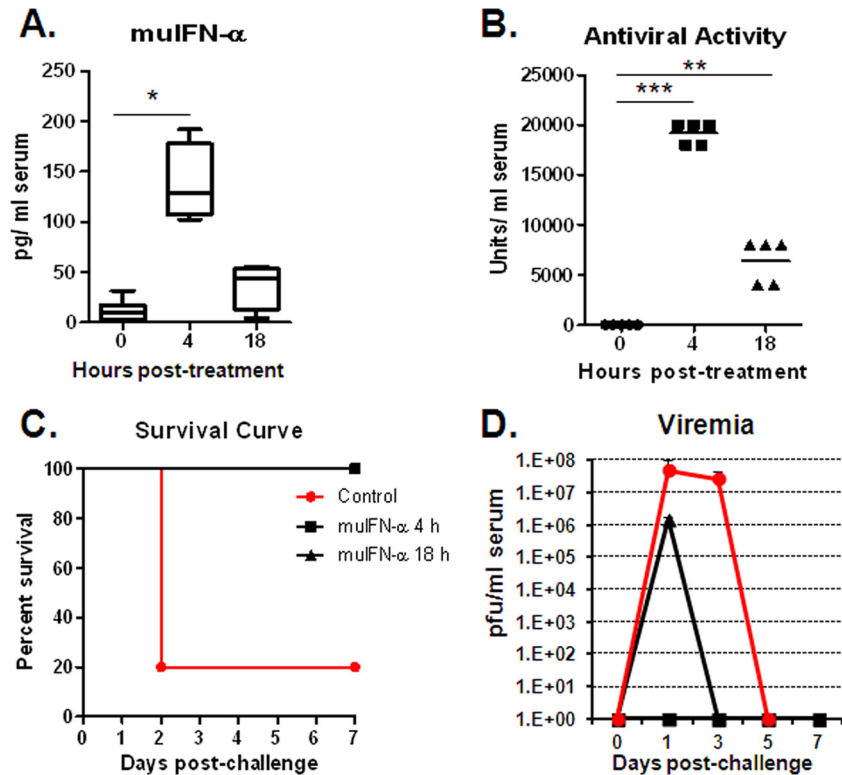 A.
muIFN-α
250
200
150
100
50
0
pg/ ml serum
*
0 4 18
Hours post-treatment
B.
Antiviral Activity
25000
20000
15000
10000
5000
0
Units/ ml serum
**
***
0 4 18
Hours post-treatment
C.
Survival Curve
100
80
60
40
20
0
Percent survival
Control
muIFN-α 4 h
muIFN-α 18 h
0 1 2 3 4 5 6 7
Days post-challenge
D.
Viremia
1.E+08
1.E+07
1.E+06
1.E+05
1.E+04
1.E+03
1.E+02
1.E+01
1.E+00
pfu/ml serum
0 1 3 5 7
Days post-challenge